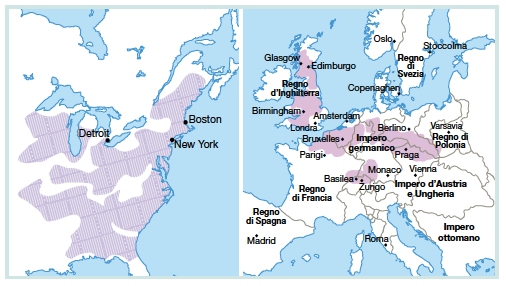 Detroit
Boston
New York
Oslo
Stoccolma
Glasgow
Edimburgo
Regno
di
Svezia
Regno
d'Inghilterra
Copenaghen
Birmingham
Amsterdam
Londra
Berlino
Varsavia
Bruxelles
Impero
germanico
Regno di
Polonia
Parigi
Praga
Monaco
Vienna
Basilea
Zurigo
Impero d'Austria
e Ungheria
Regno
di Francia
Regno
di Spagna
Impero
ottomano
Madrid
Roma